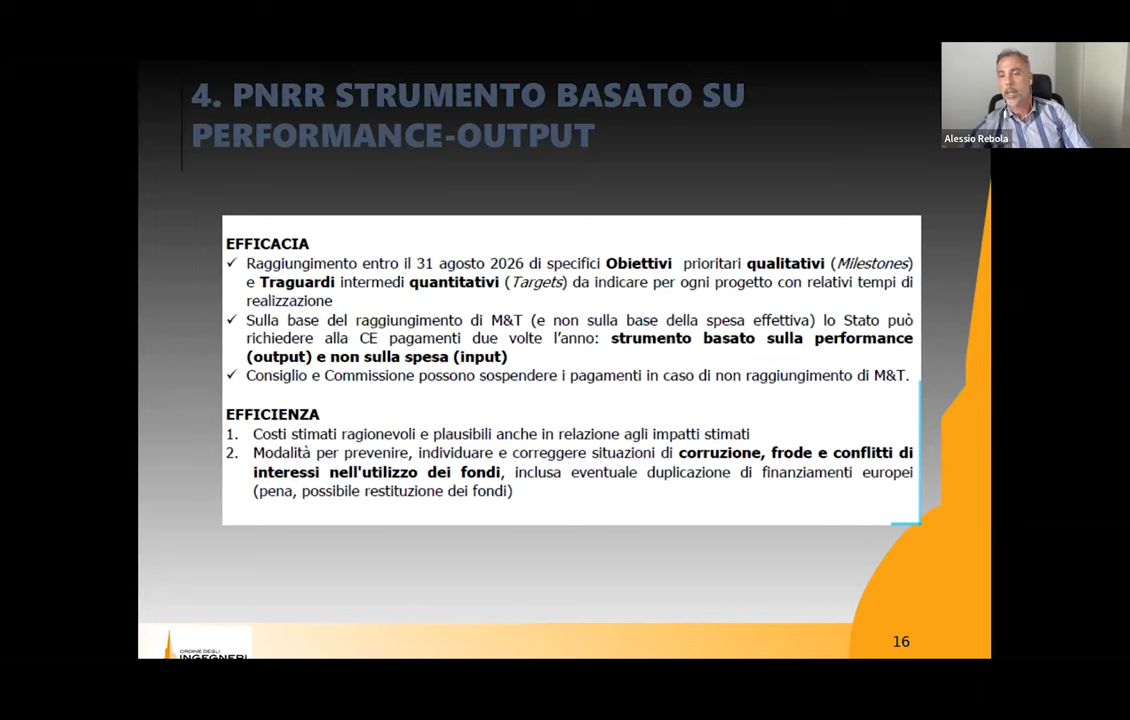 4. PNRR STRUMENTO BASATO SU
PERFORMANCE-OUTPUT
Alessio Rebola
EFFICACIA
✓ Raggiungimento entro il 31 agosto 2026 di specifici Obiettivi prioritari qualitativi (Milestones)
e Traguardi intermedi quantitativi (Targets) da indicare per ogni progetto con relativi tempi di
realizzazione
✓ Sulla base del raggiungimento di M&T (e non sulla base della spesa effettiva) lo Stato può
richiedere alla CE pagamenti due volte l'anno: strumento basato sulla performance
(output) e non sulla spesa (input)
✓ Consiglio e Commissione possono sospendere i pagamenti in caso di non raggiungimento di M&T.
EFFICIENZA
1. Costi stimati ragionevoli e plausibili anche in relazione agli impatti stimati
2. Modalità per prevenire, individuare e correggere situazioni di corruzione, frode e conflitti di
interessi nell'utilizzo dei fondi, inclusa eventuale duplicazione di finanziamenti europei
(pena, possibile restituzione dei fondi)
ORDINE DEGLI
INGEGNERI
16